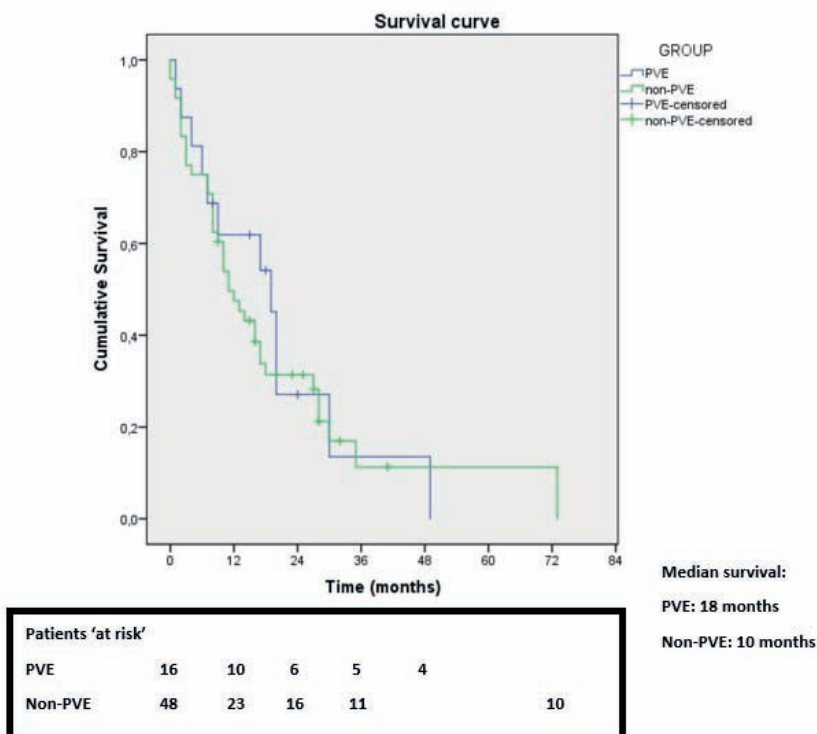 Survival curve
GROUP
PVE
non-PVE
PVE-censored
non-PVE-censored
Cumulative Survival
1,0
0,8
0,6
0,4
0,2
0,0
0 12 24 36 48 60 72 84
Time (months)
Median survival:
PVE: 18 months
Non-PVE: 10 months
Patients ‘at risk’
PVE 16 10 6 5 4
Non-PVE 48 23 16 11 10